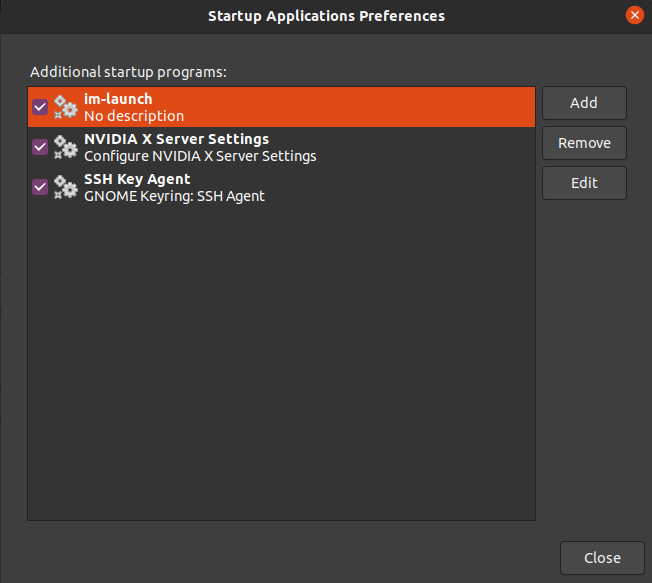 Startup Applications Preferences
Additional startup programs:
im-launch
No description
NVIDIA X Server Settings
Configure NVIDIA X Server Settings
SSH Key Agent
GNOME Keyring: SSH Agent
Add
Remove
Edit
Close